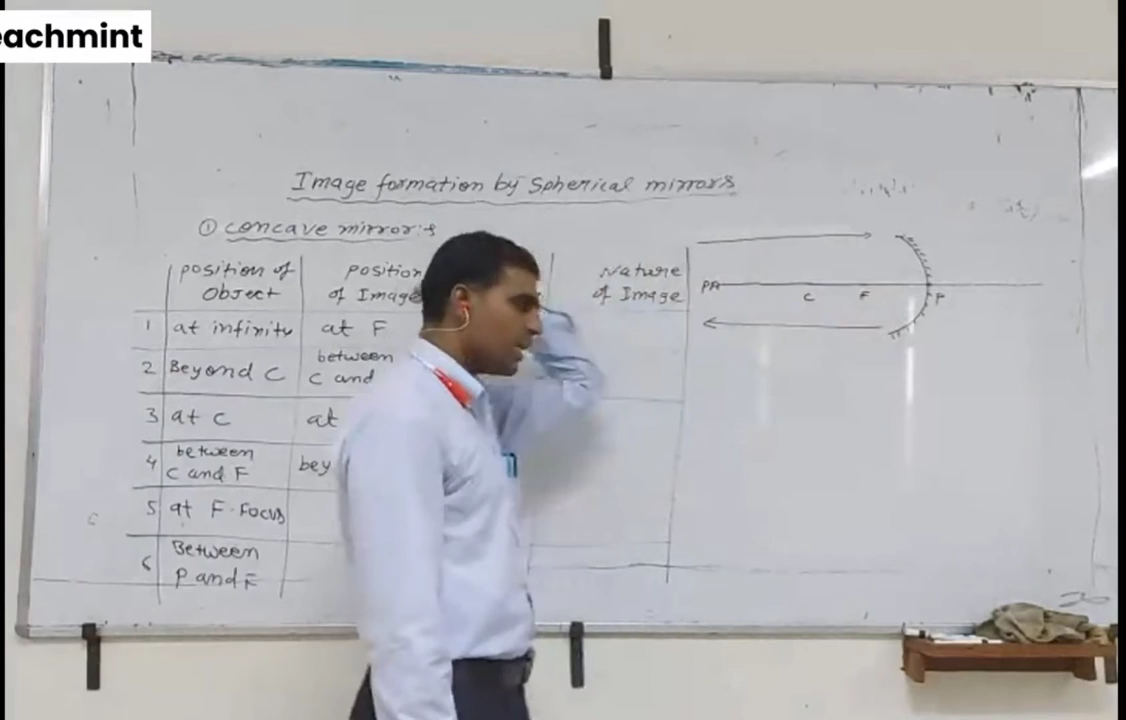 eachmint
Image formation by Spherical mirrors
① concave mirror:s
position of
Object
position
of Image
Nature
of Image
1 at infinity at F
2 Beyond C between
C and
3 at C at
4 between
C and F bey
5 at F. Focus
6 Between
P and F
PA C F P